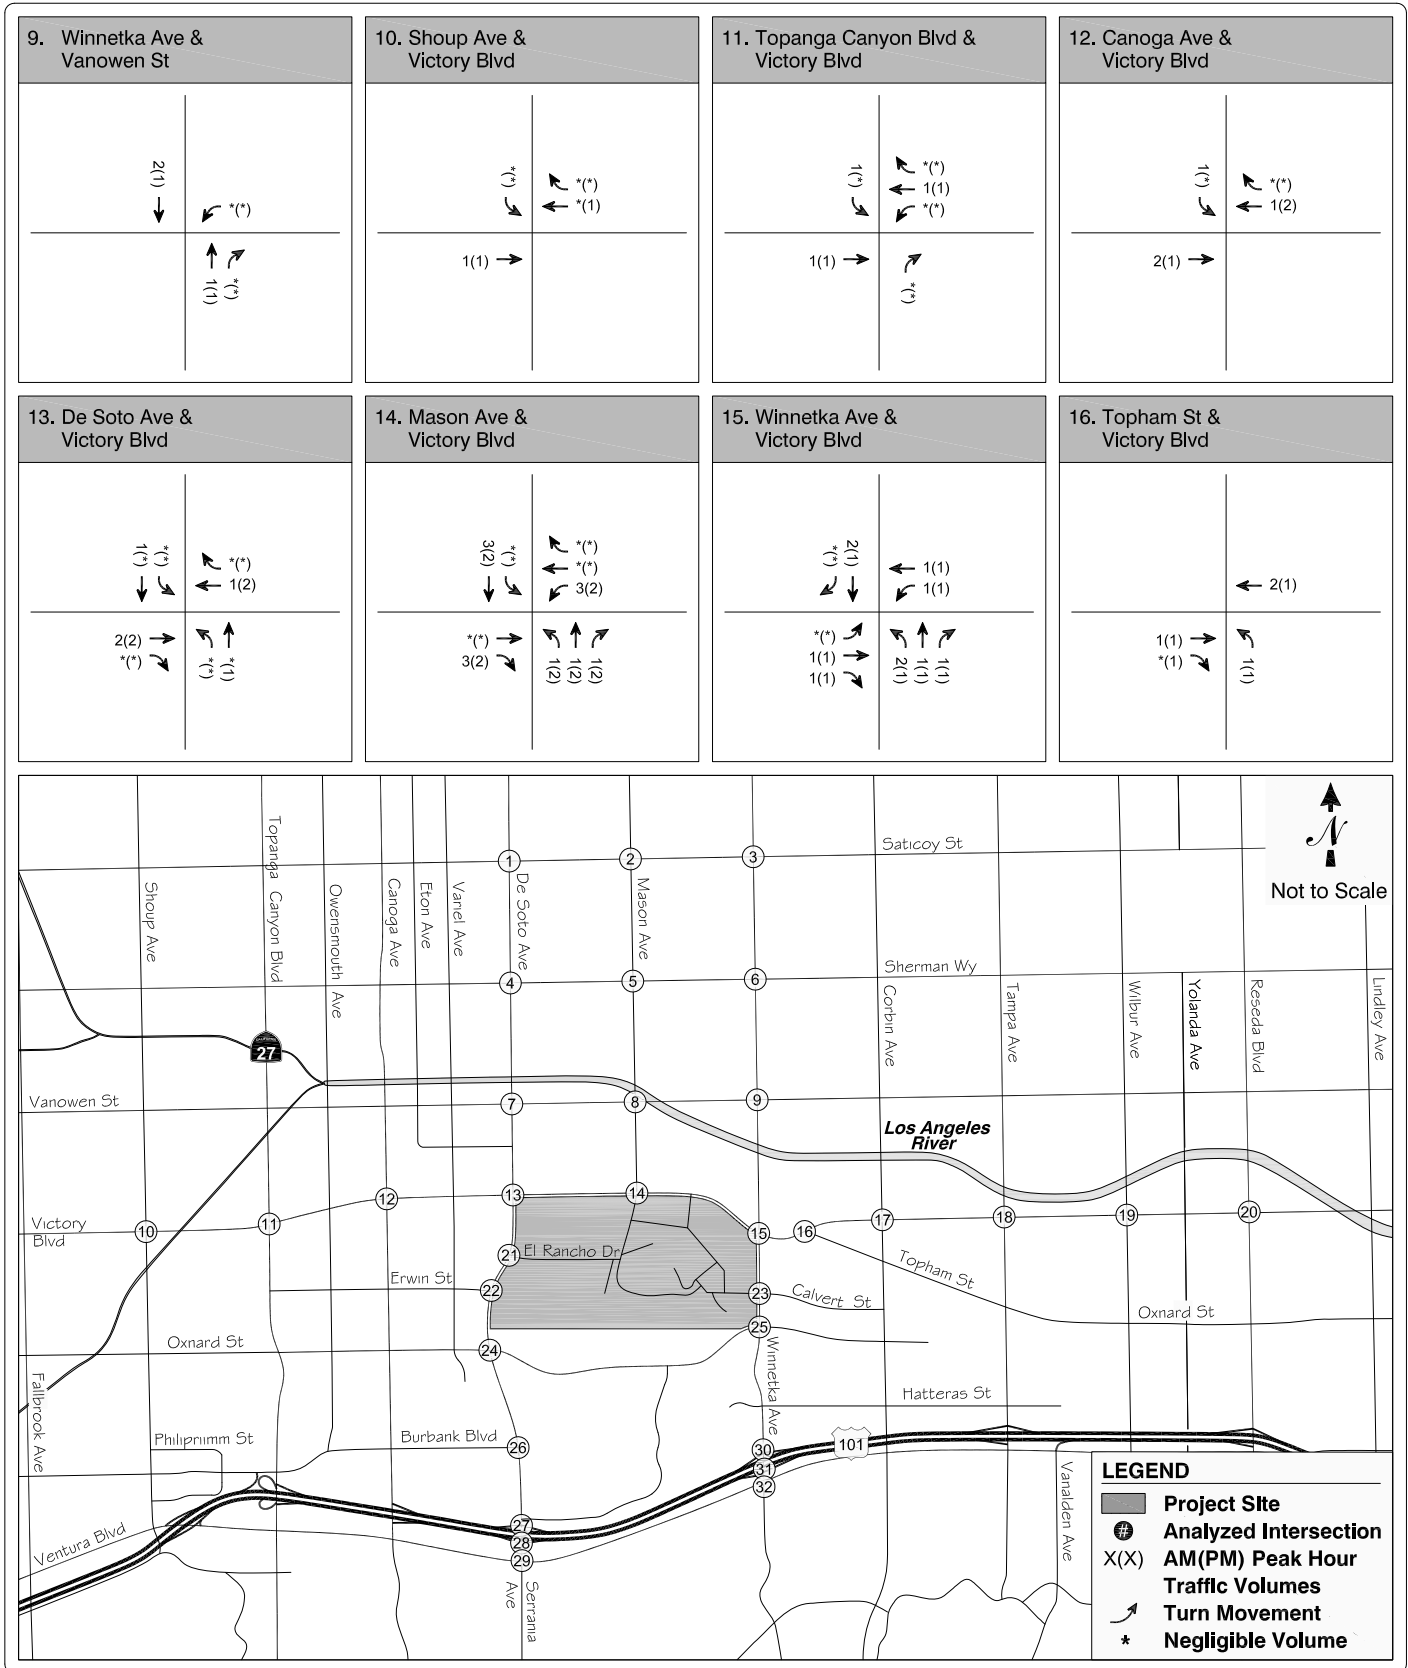 9. Winnetka Ave &
Vanowen St
2(1)
*(*)
1(1)
*(*)
10. Shoup Ave &
Victory Blvd
*(*)
*(*)
*(1)
1(1)
11. Topanga Canyon Blvd &
Victory Blvd
1(*)
*(*)
1(1)
*(*)
1(1)
*(*)
12. Canoga Ave &
Victory Blvd
1(*)
*(*)
1(2)
2(1)
13. De Soto Ave &
Victory Blvd
1(*)
*(*)
*(*)
1(2)
2(2)
*(*)
*(*)
*(1)
14. Mason Ave &
Victory Blvd
3(2)
*(*)
*(*)
*(*)
3(2)
*(*)
3(2)
1(2)
1(2)
1(2)
15. Winnetka Ave &
Victory Blvd
*(*)
2(1)
1(1)
1(1)
*(*)
1(1)
1(1)
2(1)
1(1)
1(1)
16. Topham St &
Victory Blvd
2(1)
1(1)
*(1)
1(1)
N
Not to Scale
Saticoy St
1
2
3
Topanga Canyon Blvd
Shoup Ave
Owensmouth Ave
Canoga Ave
Eton Ave
Variel Ave
De Soto Ave
Mason Ave
Sherman Wy
4
5
6
Corbin Ave
Tampa Ave
Wilbur Ave
Yolanda Ave
Reseda Blvd
Lindley Ave
27
Vanowen St
7
8
9
Los Angeles
River
Victory
Blvd
10
11
12
13
14
15
16
17
18
19
20
21
El Rancho Dr
Topham St
Erwin St
22
23
Calvert St
Oxnard St
25
Oxnard St
24
Winnetka Ave
Fallbrook Ave
Hatteras St
Philiprimm St
Burbank Blvd
26
30
101
31
32
Vanalden Ave
27
28
29
Ventura Blvd
Serrania
Ave
LEGEND
Project SIte
# Analyzed Intersection
X(X) AM(PM) Peak Hour
Traffic Volumes
Turn Movement
* Negligible Volume